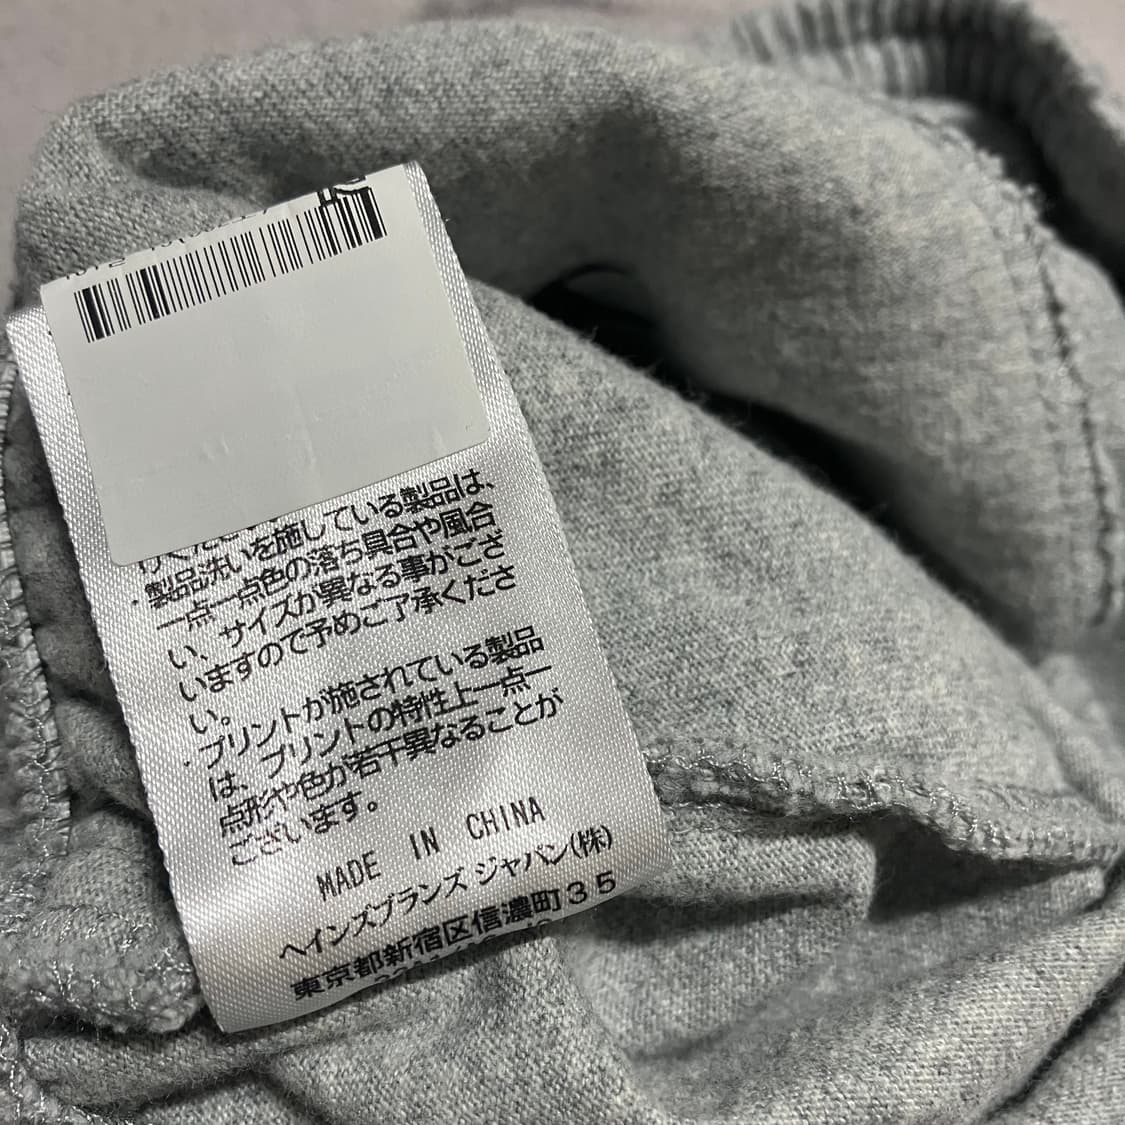 ・製品洗いを施している製品は、
一点一点色の落ち具合や風合
い、サイズが異なる事がござ
いますので予めご了承くださ
い。
・プリントが施されている製品
は、プリントの特性上一点一
点形や色が若干異なることが
ございます。
MADE IN CHINA
ヘインズブランズ ジャパン(株)
東京都新宿区信濃町35